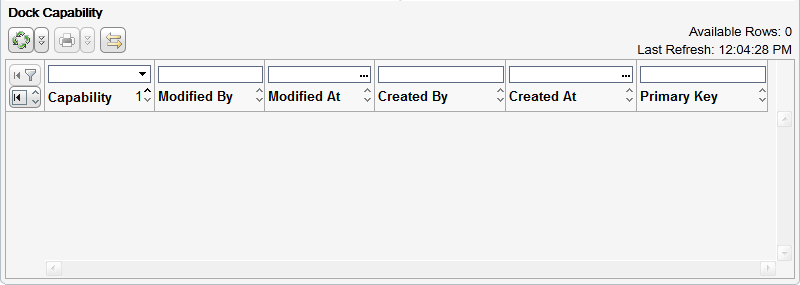 Dock Capability
Available Rows: 0
Last Refresh: 12:04:28 PM
... ...
Capability 1 Modified By Modified At Created By Created At Primary Key